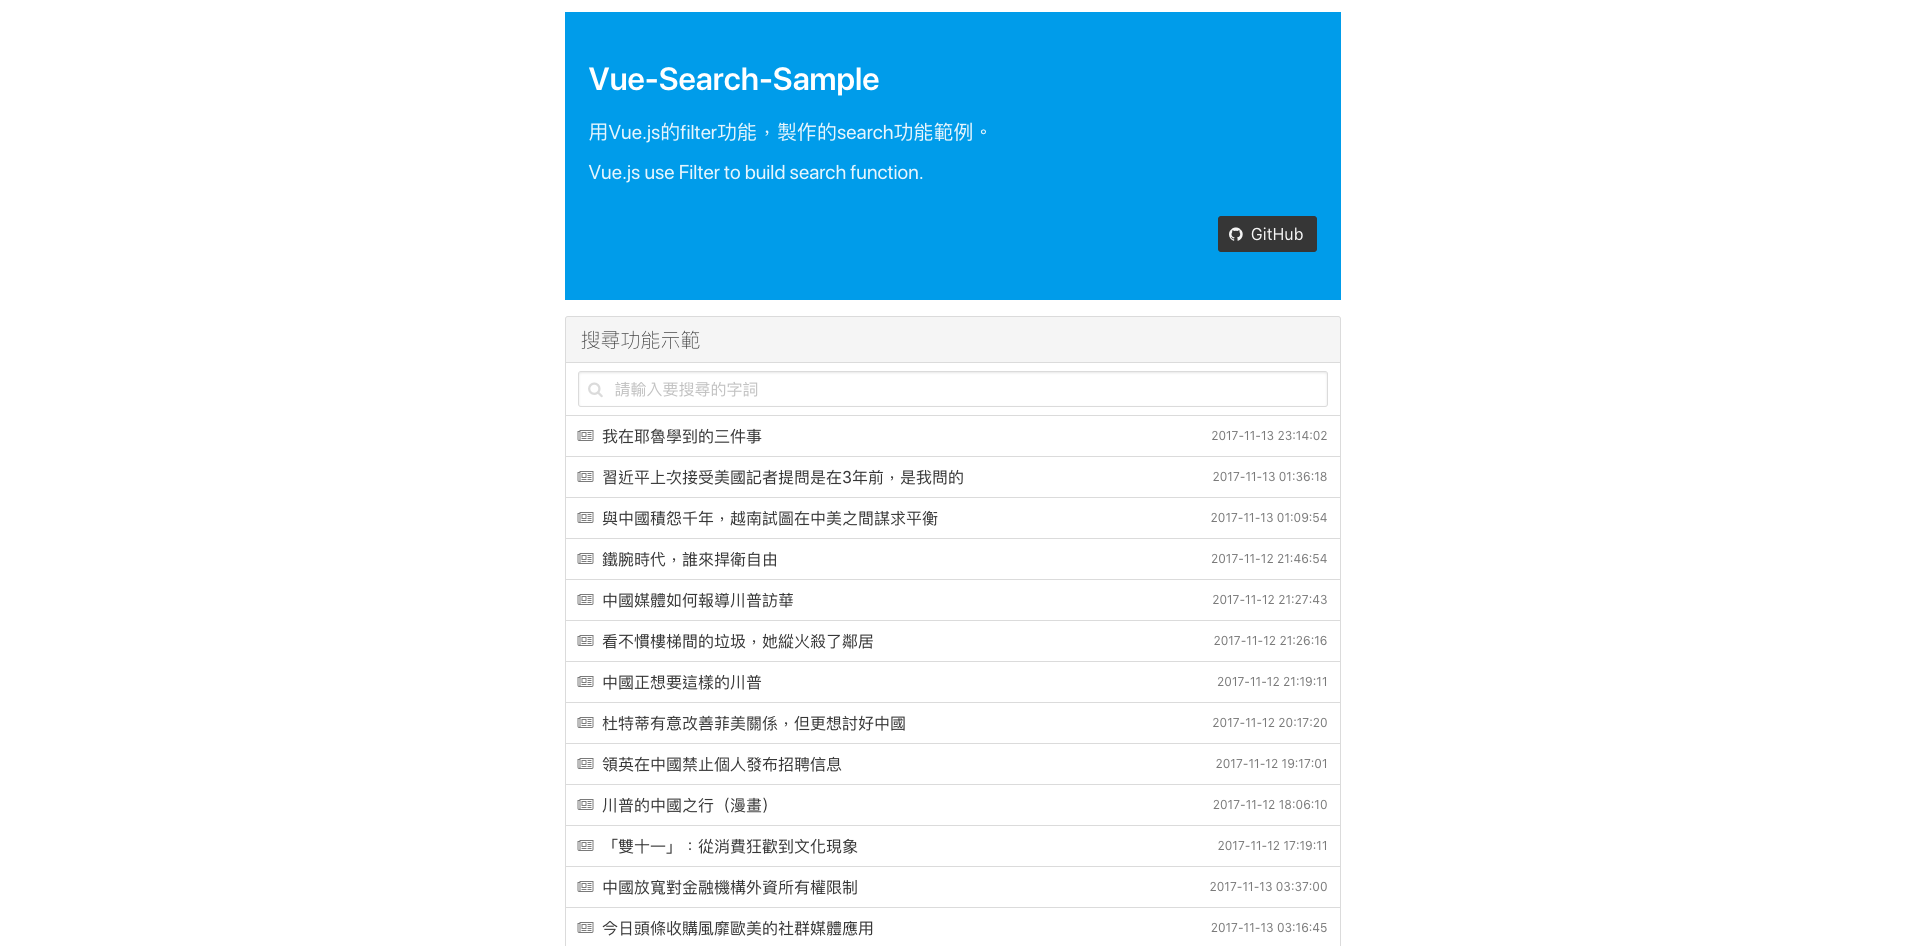 Vue-Search-Sample
用Vue.js的filter功能，製作的search功能範例。
Vue.js use Filter to build search function.
GitHub
搜尋功能示範
請輸入要搜尋的字詞
我在耶魯學到的三件事 2017-11-13 23:14:02
習近平上次接受美國記者提問是在3年前，是我問的 2017-11-13 01:36:18
與中國積怨千年，越南試圖在中美之間謀求平衡 2017-11-13 01:09:54
鐵腕時代，誰來捍衛自由 2017-11-12 21:46:54
中國媒體如何報導川普訪華 2017-11-12 21:27:43
看不慣樓梯間的垃圾，她縱火殺了鄰居 2017-11-12 21:26:16
中國正想要這樣的川普 2017-11-12 21:19:11
杜特蒂有意改善菲美關係，但更想討好中國 2017-11-12 20:17:20
領英在中國禁止個人發布招聘信息 2017-11-12 19:17:01
川普的中國之行（漫畫） 2017-11-12 18:06:10
「雙十一」：從消費狂歡到文化現象 2017-11-12 17:19:11
中國放寬對金融機構外資所有權限制 2017-11-13 03:37:00
今日頭條收購風靡歐美的社群媒體應用 2017-11-13 03:16:45